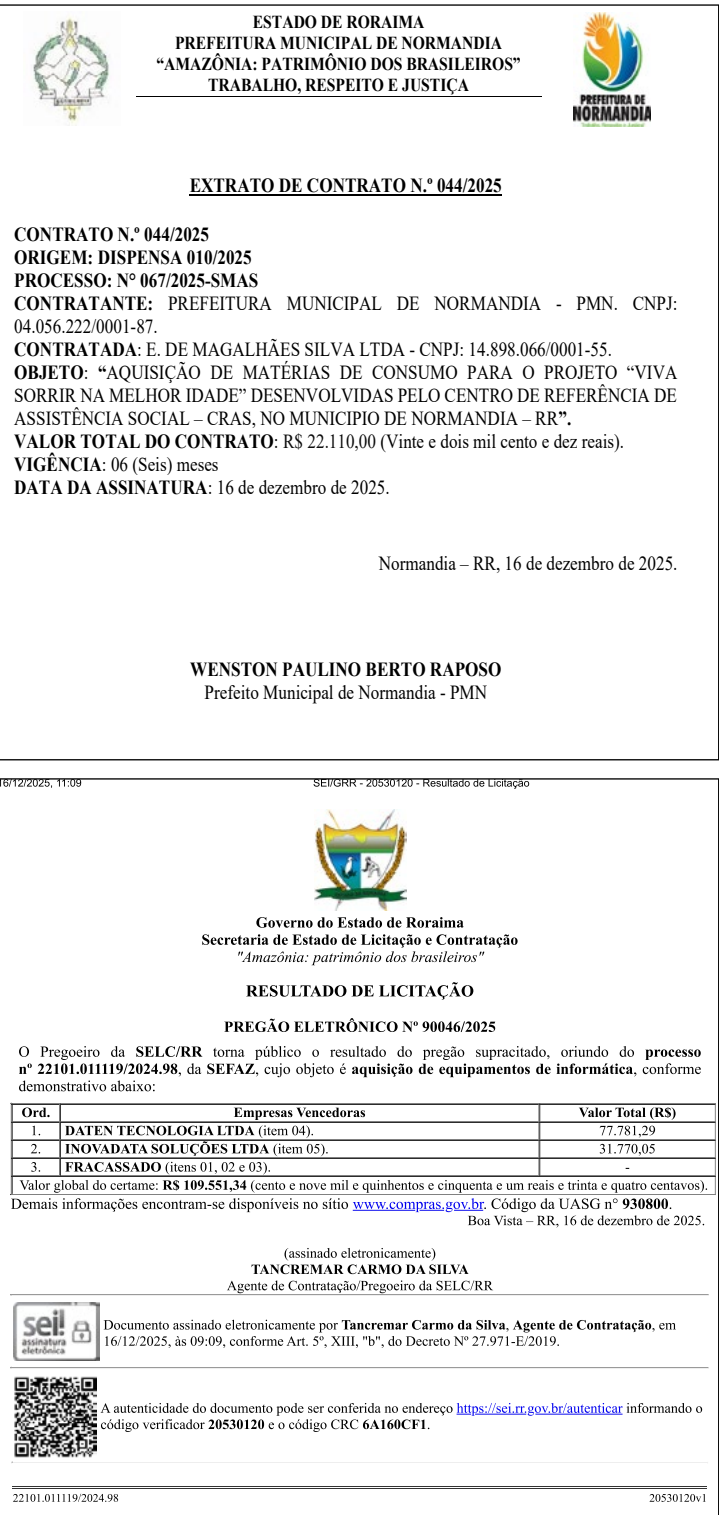 ESTADO DE RORAIMA
PREFEITURA MUNICIPAL DE NORMANDIA
“AMAZÔNIA: PATRIMÔNIO DOS BRASILEIROS”
TRABALHO, RESPEITO E JUSTIÇA
PREFEITURA DE
NORMANDIA
EXTRATO DE CONTRATO N.º 044/2025
CONTRATO N.º 044/2025
ORIGEM: DISPENSA 010/2025
PROCESSO: N° 067/2025-SMAS
CONTRATANTE: PREFEITURA MUNICIPAL DE NORMANDIA - PMN. CNPJ:
04.056.222/0001-87.
CONTRATADA: E. DE MAGALHÃES SILVA LTDA - CNPJ: 14.898.066/0001-55.
OBJETO: “AQUISIÇÃO DE MATÉRIAS DE CONSUMO PARA O PROJETO “VIVA
SORRIR NA MELHOR IDADE” DESENVOLVIDAS PELO CENTRO DE REFERÊNCIA DE
ASSISTÊNCIA SOCIAL – CRAS, NO MUNICIPIO DE NORMANDIA – RR”.
VALOR TOTAL DO CONTRATO: R$ 22.110,00 (Vinte e dois mil cento e dez reais).
VIGÊNCIA: 06 (Seis) meses
DATA DA ASSINATURA: 16 de dezembro de 2025.
Normandia – RR, 16 de dezembro de 2025.
WENSTON PAULINO BERTO RAPOSO
Prefeito Municipal de Normandia - PMN
16/12/2025, 11:09 SEI/GRR - 20530120 - Resultado de Licitação
Governo do Estado de Roraima
Secretaria de Estado de Licitação e Contratação
"Amazônia: patrimônio dos brasileiros"
RESULTADO DE LICITAÇÃO
PREGÃO ELETRÔNICO Nº 90046/2025
O Pregoeiro da SELC/RR torna público o resultado do pregão supracitado, oriundo do processo
nº 22101.011119/2024.98, da SEFAZ, cujo objeto é aquisição de equipamentos de informática, conforme
demonstrativo abaixo:
Ord. Empresas Vencedoras Valor Total (R$)
1. DATEN TECNOLOGIA LTDA (item 04). 77.781,29
2. INOVADATA SOLUÇÕES LTDA (item 05). 31.770,05
3. FRACASSADO (itens 01, 02 e 03). -
Valor global do certame: R$ 109.551,34 (cento e nove mil e quinhentos e cinquenta e um reais e trinta e quatro centavos).
Demais informações encontram-se disponíveis no sítio www.compras.gov.br. Código da UASG n° 930800.
Boa Vista – RR, 16 de dezembro de 2025.
(assinado eletronicamente)
TANCREMAR CARMO DA SILVA
Agente de Contratação/Pregoeiro da SELC/RR
sei!
assinatura
eletrônica
Documento assinado eletronicamente por Tancremar Carmo da Silva, Agente de Contratação, em
16/12/2025, às 09:09, conforme Art. 5º, XIII, "b", do Decreto Nº 27.971-E/2019.
A autenticidade do documento pode ser conferida no endereço https://sei.rr.gov.br/autenticar informando o
código verificador 20530120 e o código CRC 6A160CF1.
22101.011119/2024.98 20530120v1